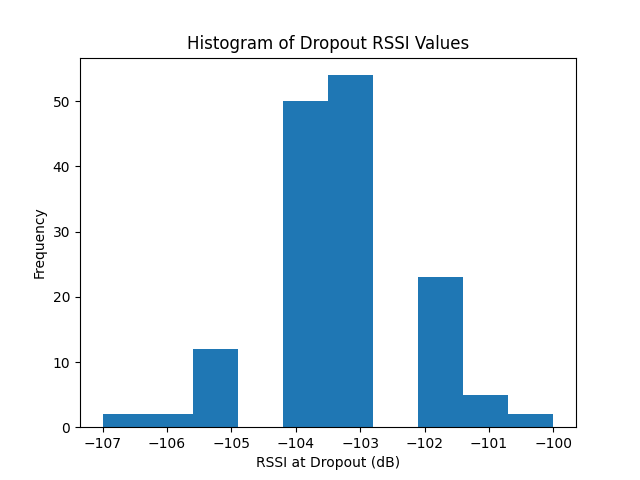 Histogram of Dropout RSSI Values
Frequency
50
40
30
20
10
0
−107 −106 −105 −104 −103 −102 −101 −100
RSSI at Dropout (dB)